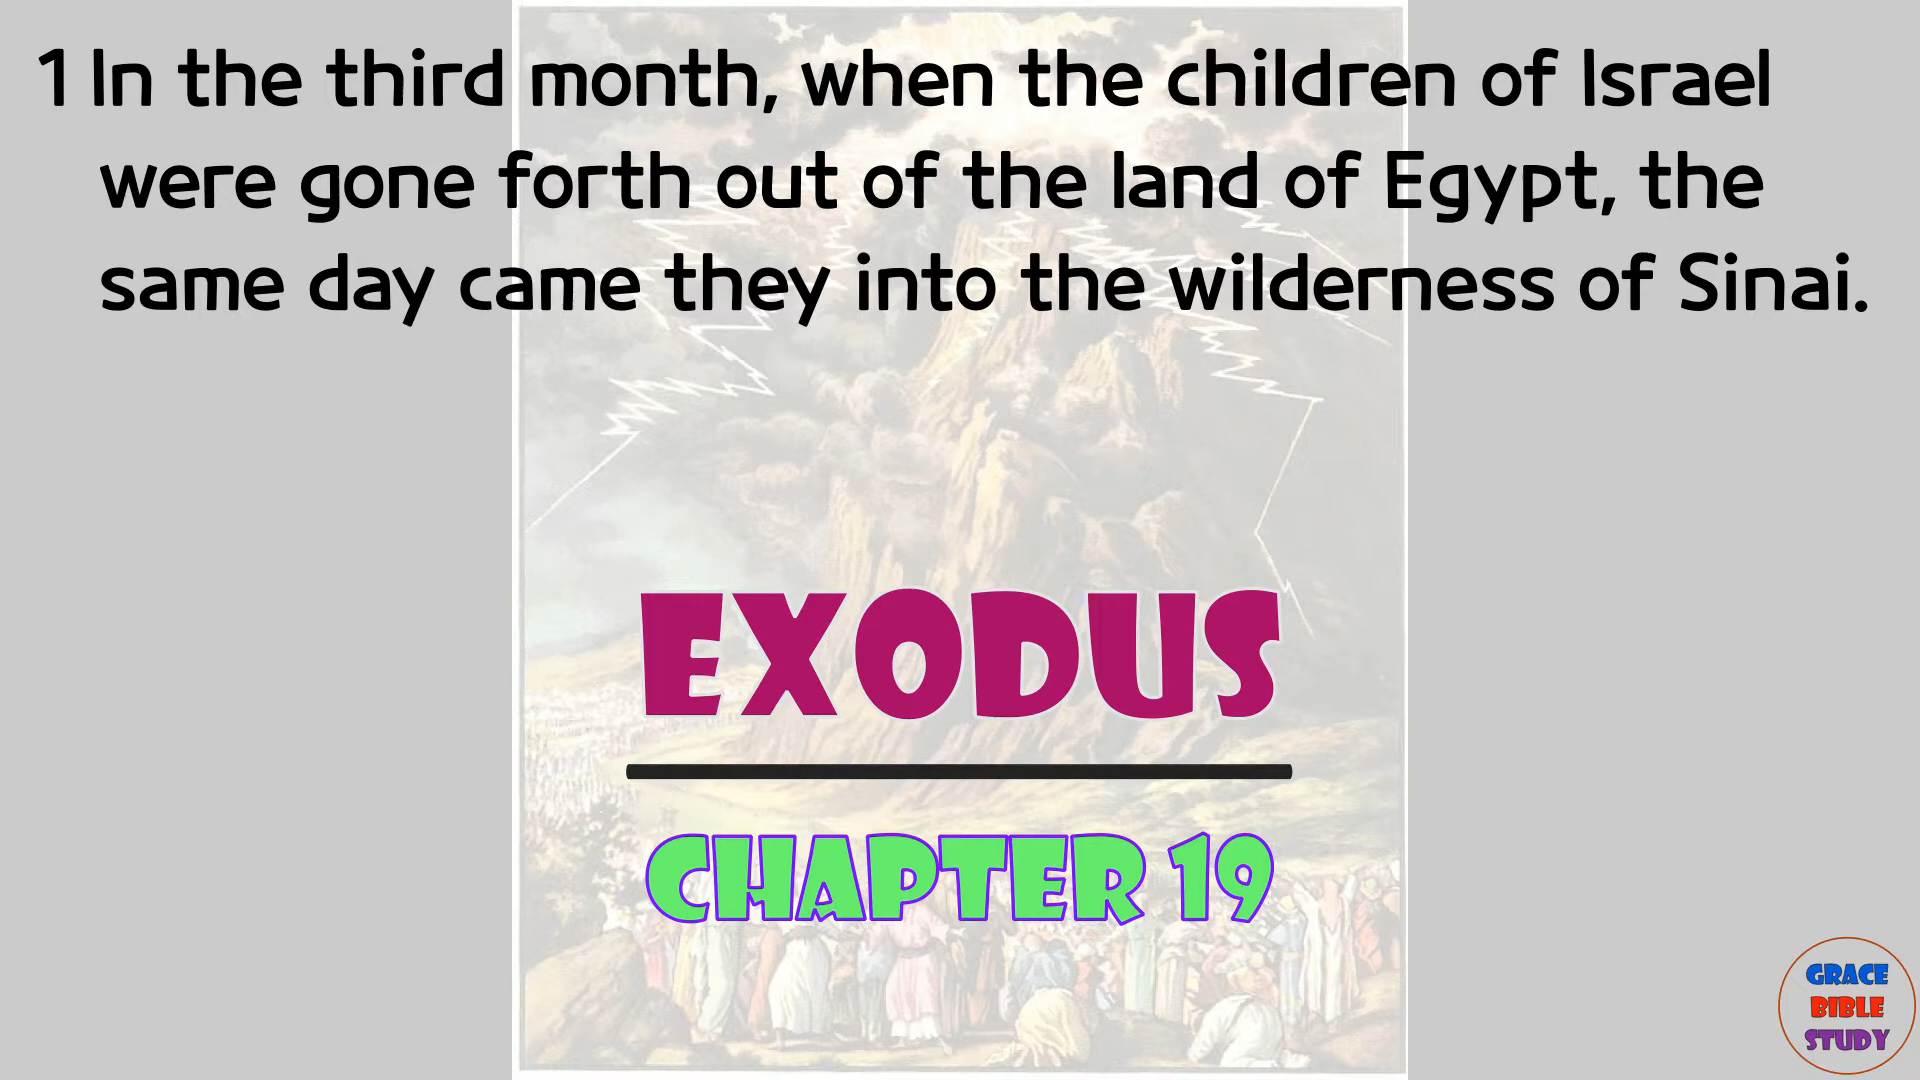 1 In the third month, when the children of Israel
were gone forth out of the land of Egypt, the
same day came they into the wilderness of Sinai.
EXODUS
CHAPTER 19
GRACE
BIBLE
STUDY